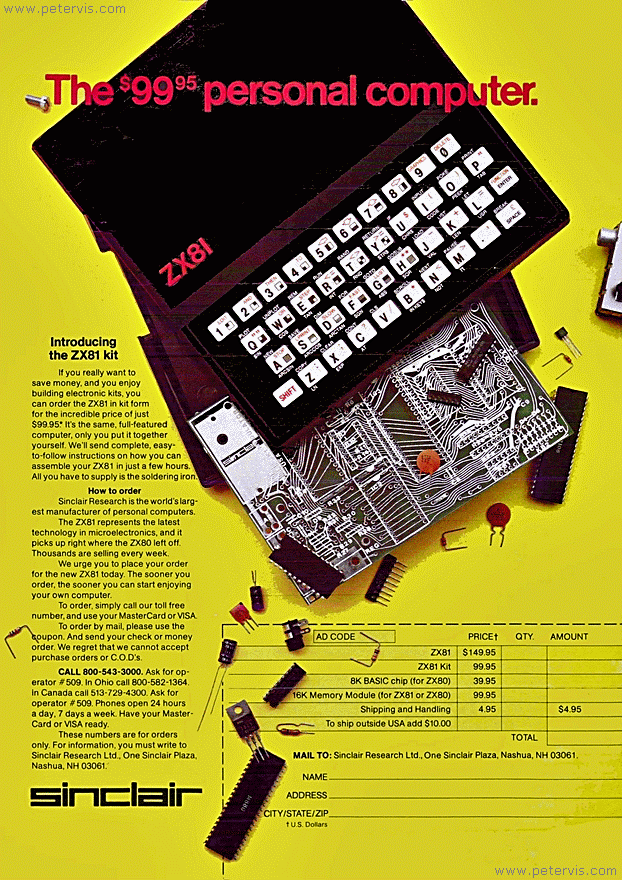 www.petervis.com
The $99⁹⁵ personal computer.
ZX81
Introducing
the ZX81 kit
If you really want to
save money, and you enjoy
building electronic kits, you
can order the ZX81 in kit form
for the incredible price of just
$99.95* It's the same, full-featured
computer, only you put it together
yourself. We'll send complete, easy-
to-follow instructions on how you can
assemble your ZX81 in just a few hours.
All you have to supply is the soldering iron.
How to order
Sinclair Research is the world's larg-
est manufacturer of personal computers.
The ZX81 represents the latest
technology in microelectronics, and it
picks up right where the ZX80 left off.
Thousands are selling every week.
We urge you to place your order
for the new ZX81 today. The sooner you
order, the sooner you can start enjoying
your own computer.
To order, simply call our toll free
number, and use your MasterCard or VISA.
To order by mail, please use the
coupon. And send your check or money
order. We regret that we cannot accept
purchase orders or C.O.D's.
CALL 800-543-3000. Ask for op-
erator #509. In Ohio call 800-582-1364.
In Canada call 513-729-4300. Ask for
operator #509. Phones open 24 hours
a day, 7 days a week. Have your Master-
Card or VISA ready.
These numbers are for orders
only. For information, you must write to
Sinclair Research Ltd., One Sinclair Plaza,
Nashua, NH 03061.
sinclair
1 2 3 4 5 6 7 8 9 0
Q W E R T Y U I O P
A S D F G H J K L ENTER
SHIFT Z X C V B N M . SPACE
AD CODE PRICE† QTY. AMOUNT
ZX81 $149.95
ZX81 Kit 99.95
8K BASIC chip (for ZX80) 39.95
16K Memory Module (for ZX81 or ZX80) 99.95
Shipping and Handling 4.95 $4.95
To ship outside USA add $10.00
TOTAL
MAIL TO: Sinclair Research Ltd., One Sinclair Plaza, Nashua, NH 03061.
NAME
ADDRESS
CITY/STATE/ZIP
† U.S. Dollars
www.petervis.com